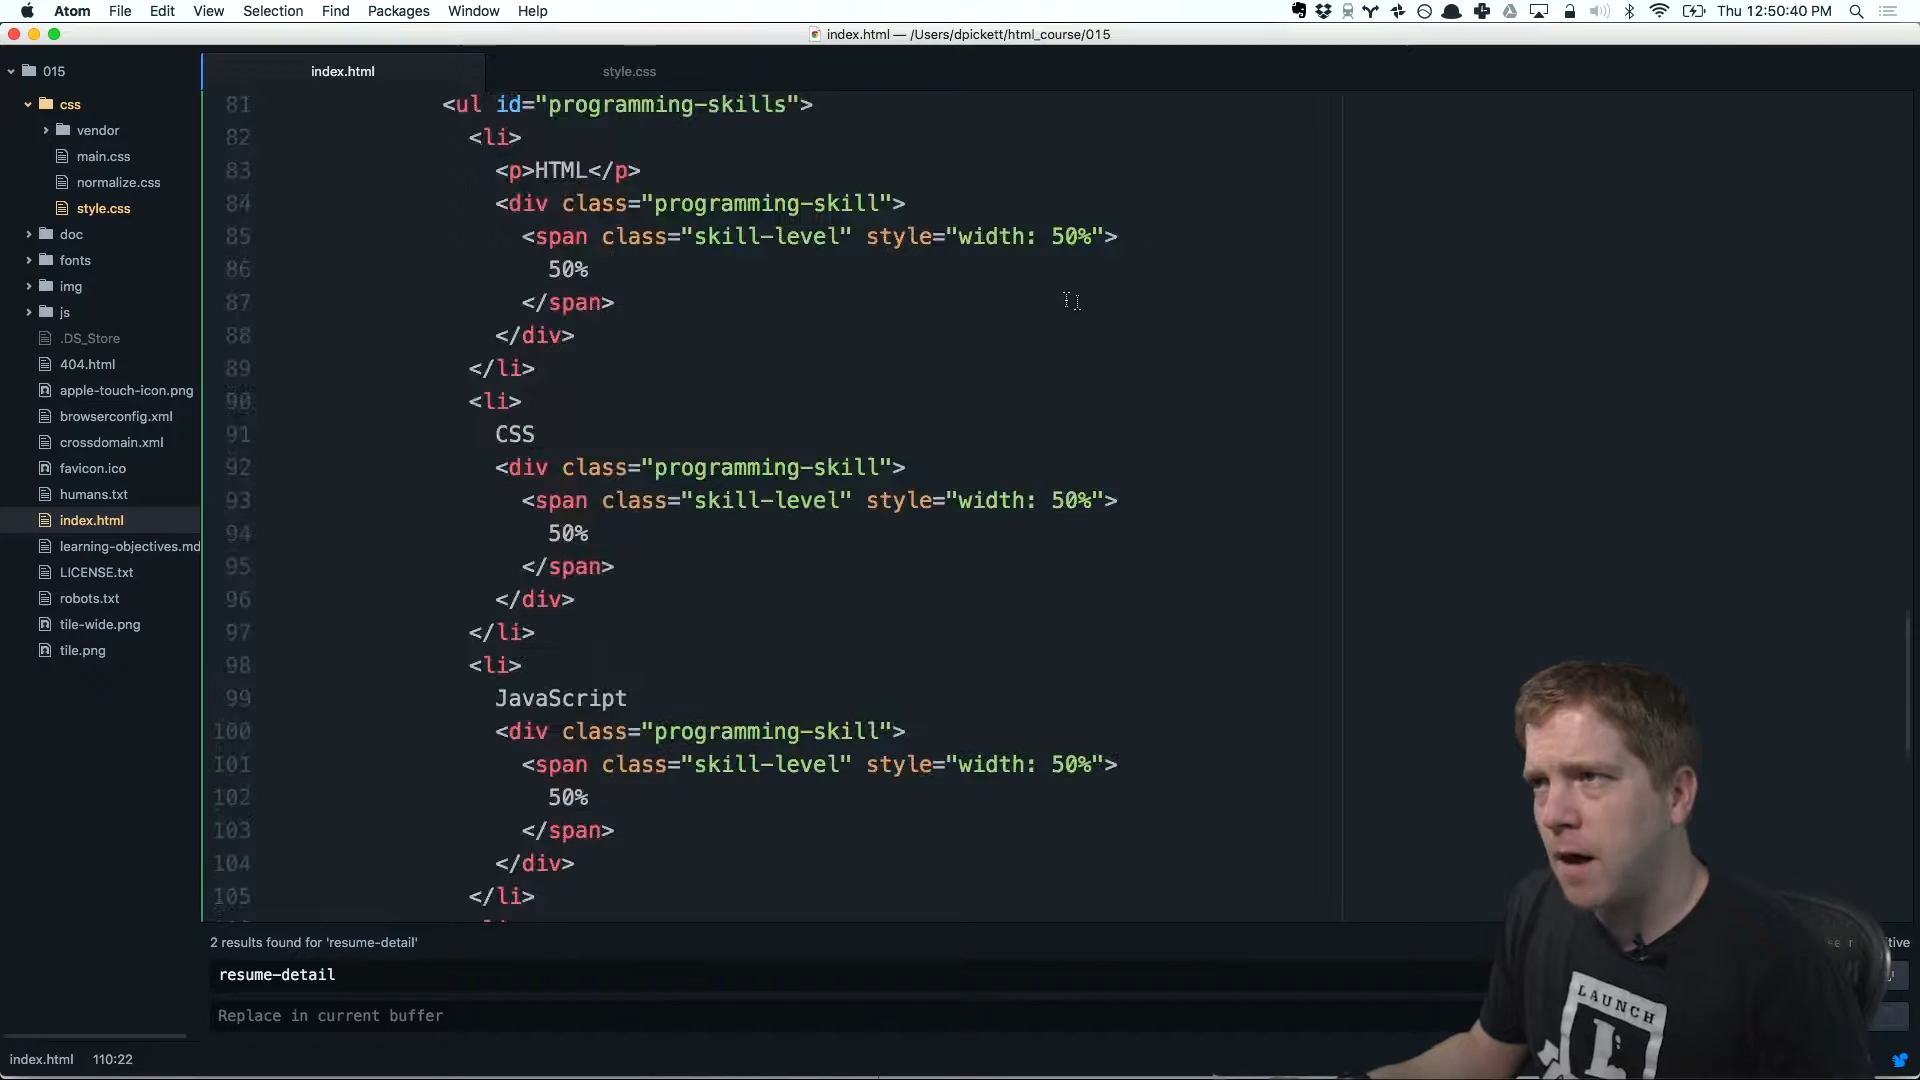 Atom File Edit View Selection Find Packages Window Help Thu 12:50:40 PM
index.html — /Users/dpickett/html_course/015
015
index.html
style.css
css
vendor
main.css
normalize.css
style.css
doc
fonts
img
js
.DS_Store
404.html
apple-touch-icon.png
browserconfig.xml
crossdomain.xml
favicon.ico
humans.txt
index.html
learning-objectives.md
LICENSE.txt
robots.txt
tile-wide.png
tile.png
81 <ul id="programming-skills">
82 <li>
83 <p>HTML</p>
84 <div class="programming-skill">
85 <span class="skill-level" style="width: 50%">
86 50%
87 </span>
88 </div>
89 </li>
90 <li>
91 CSS
92 <div class="programming-skill">
93 <span class="skill-level" style="width: 50%">
94 50%
95 </span>
96 </div>
97 </li>
98 <li>
99 JavaScript
100 <div class="programming-skill">
101 <span class="skill-level" style="width: 50%">
102 50%
103 </span>
104 </div>
105 </li>
2 results found for 'resume-detail'
resume-detail
Replace in current buffer
index.html 110:22
LAUNCH
L